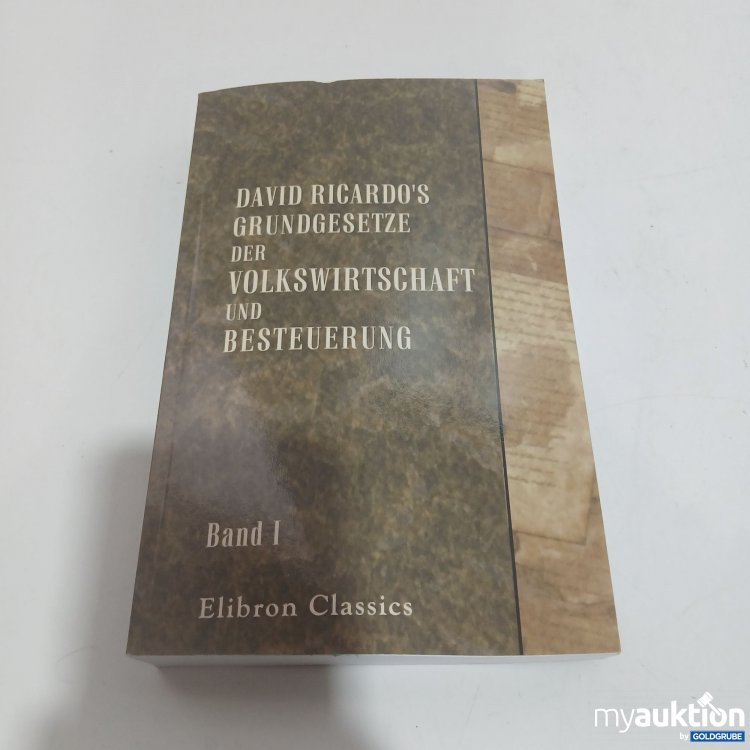 DAVID RICARDO'S
GRUNDGESETZE
DER
VOLKSWIRTSCHAFT
UND
BESTEUERUNG
Band I
Elibron Classics
myauktion
by GOLDGRUBE